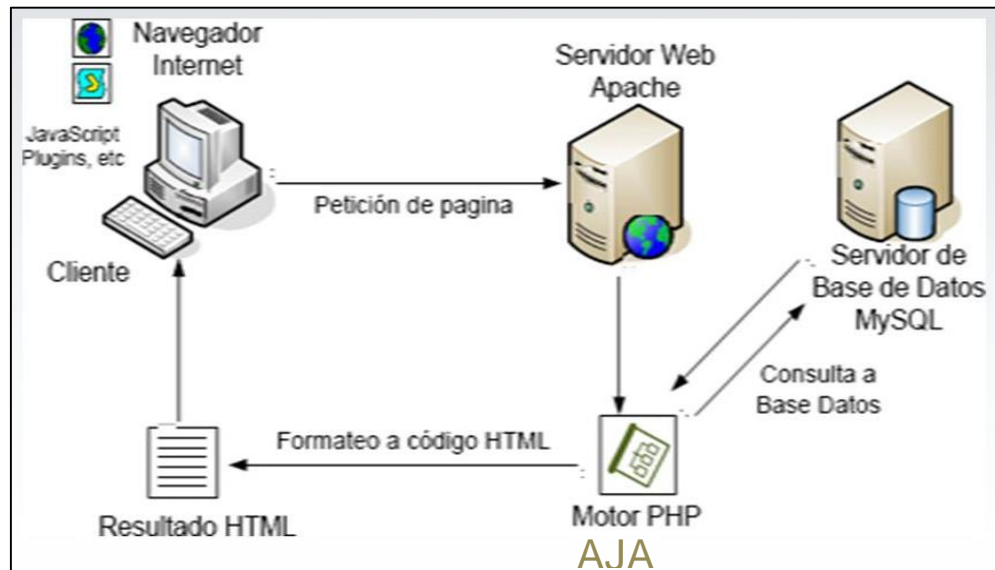 Navegador
Internet
JavaScript
Plugins, etc
Cliente
Petición de pagina
Servidor Web
Apache
Servidor de
Base de Datos
MySQL
Consulta a
Base Datos
Formateo a código HTML
Resultado HTML
Motor PHP
AJA